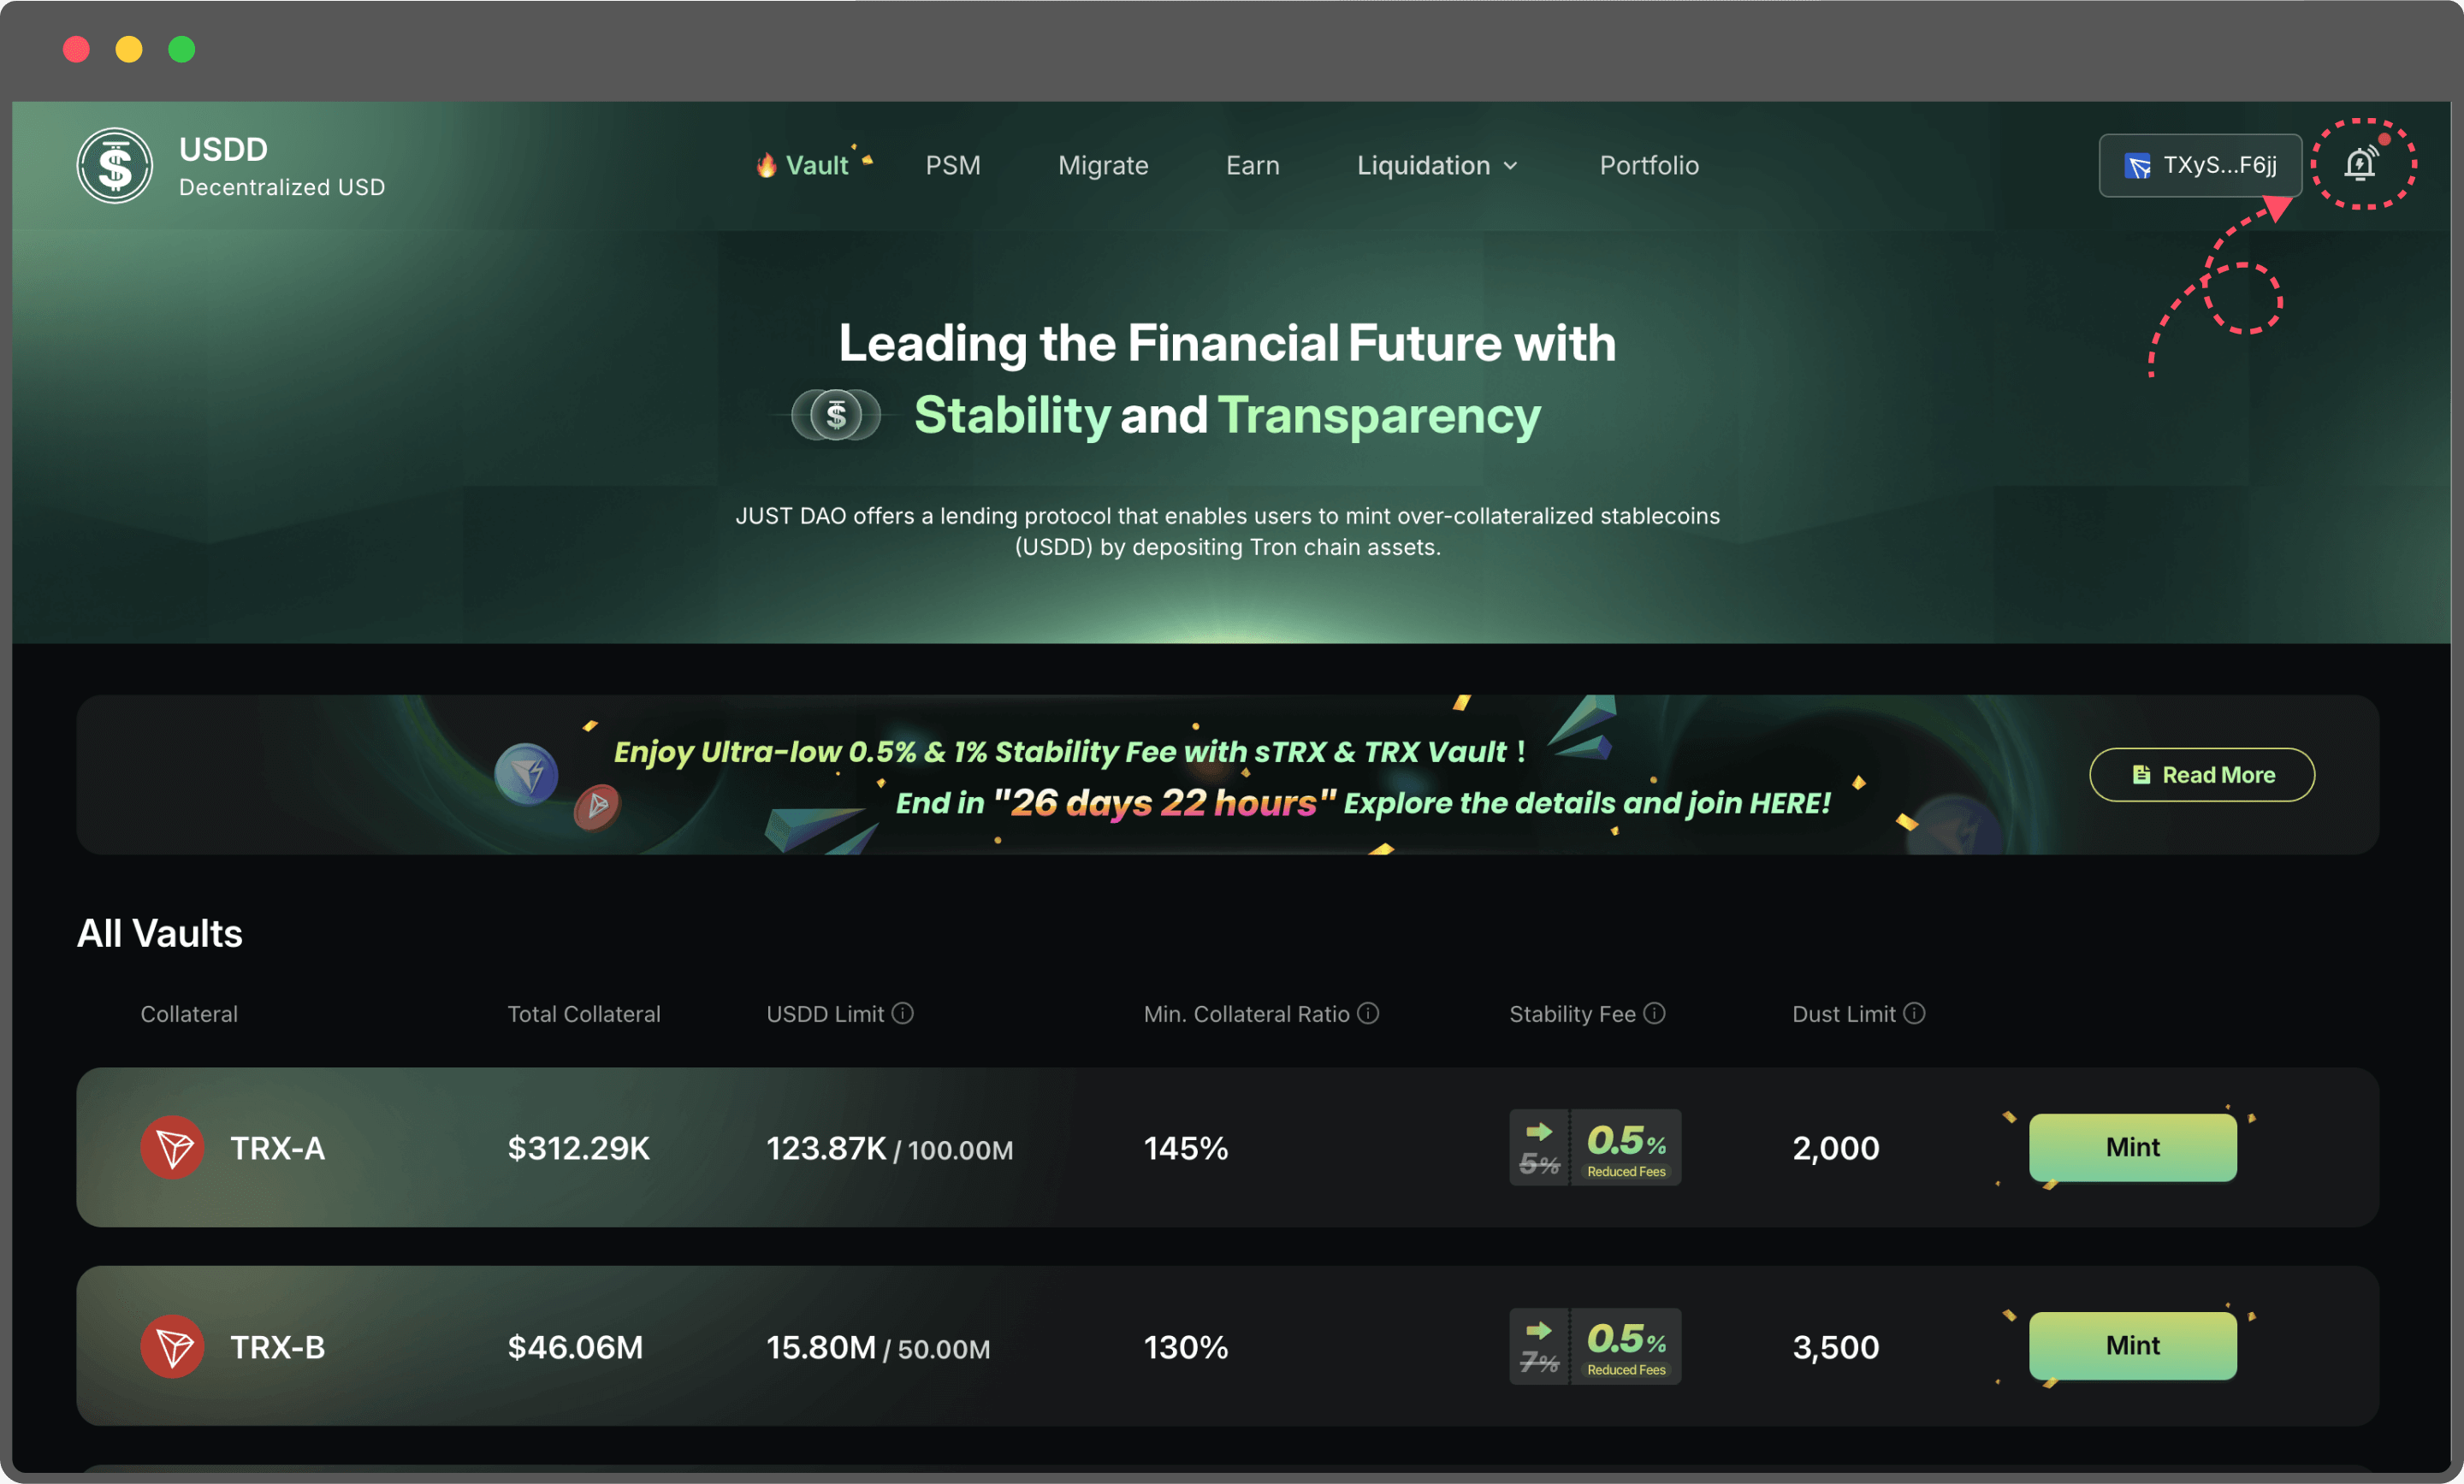 USDD
Decentralized USD
Vault
PSM
Migrate
Earn
Liquidation
Portfolio
TXyS...F6jj
Leading the Financial Future with
Stability and Transparency
JUST DAO offers a lending protocol that enables users to mint over-collateralized stablecoins
(USDD) by depositing Tron chain assets.
Enjoy Ultra-low 0.5% & 1% Stability Fee with sTRX & TRX Vault !
End in "26 days 22 hours" Explore the details and join HERE!
Read More
All Vaults
Collateral
Total Collateral
USDD Limit
Min. Collateral Ratio
Stability Fee
Dust Limit
TRX-A
$312.29K
123.87K / 100.00M
145%
5%
0.5%
Reduced Fees
2,000
Mint
TRX-B
$46.06M
15.80M / 50.00M
130%
7%
0.5%
Reduced Fees
3,500
Mint